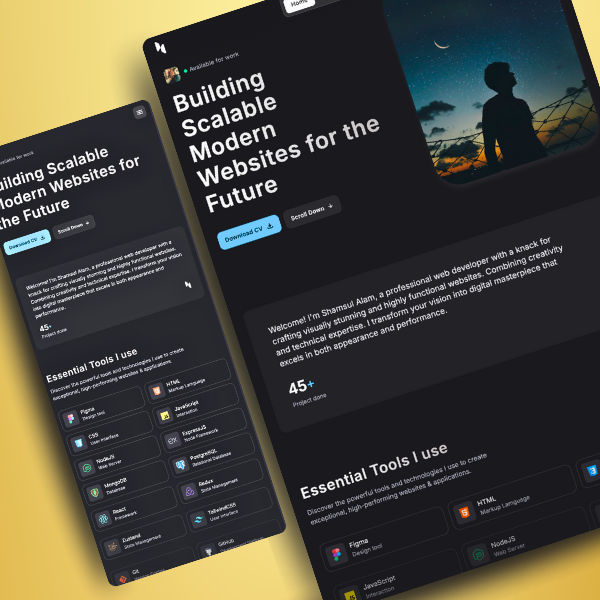 Available for work
uilding Scalable
Modern Websites for
the Future
Download CV
Scroll Down
Welcome! I'm Shamsul Alam, a professional web developer with a
knack for crafting visually stunning and highly functional websites.
Combining creativity and technical expertise. I transform your vision
into digital masterpiece that excels in both appearance and
performance.
45+
Project done
Essential Tools I use
Discover the powerful tools and technologies I use to create
exceptional, high-performing websites & applications.
Figma
Design tool
HTML
Markup Language
CSS
User Interface
JavaScript
Interaction
NodeJS
Web Server
ExpressJS
Node Framework
MongoDB
Database
PostgreSQL
Relational Database
React
Framework
Redux
State Management
Zustand
State Management
TailwindCSS
User Interface
Git
GitHub
Home
Available for work
Building
Scalable
Modern
Websites for the
Future
Download CV
Scroll Down
Welcome! I'm Shamsul Alam, a professional web developer with a knack for
crafting visually stunning and highly functional websites. Combining creativity
and technical expertise. I transform your vision into digital masterpiece that
excels in both appearance and performance.
45+
Project done
Essential Tools I use
Discover the powerful tools and technologies I use to create
exceptional, high-performing websites & applications.
Figma
Design tool
HTML
Markup Language
JavaScript
Interaction
NodeJS
Web Server